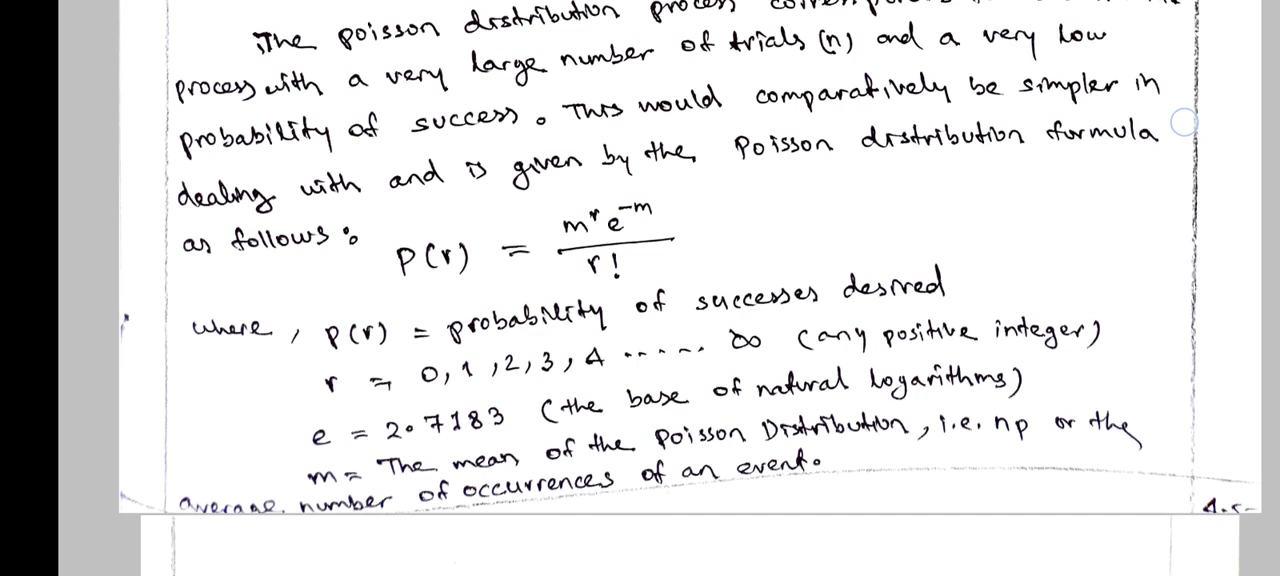 The poisson distribution process
process with a very large number of trials (n) and a very low
probability of success. This would comparatively be simpler in
dealing with and is given by the Poisson distribution formula
as follows:
P(r) = m^r e^-m / r!
where, P(r) = probability of successes desired
r = 0, 1, 2, 3, 4 ...... ∞ (any positive integer)
e = 2.7183 (the base of natural logarithms)
m = The mean of the Poisson Distribution, i.e. np or the
average number of occurrences of an event.